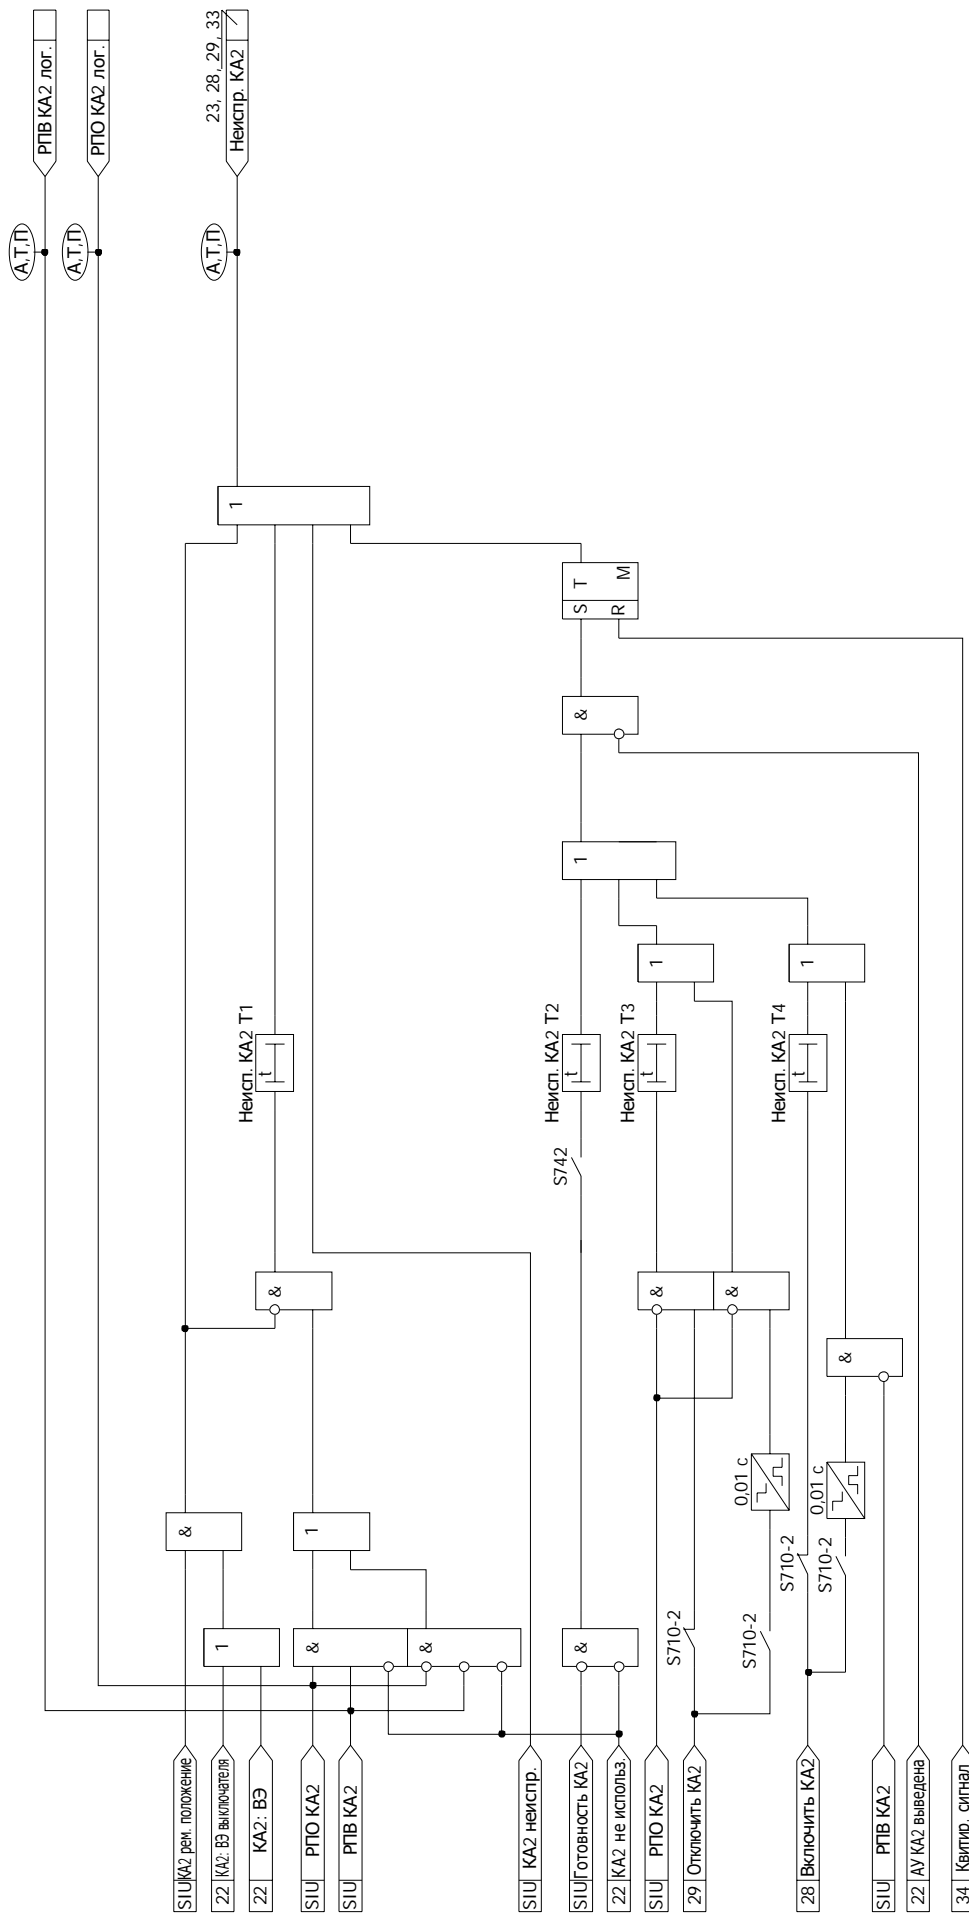 РПВ КА2 лог.
РПО КА2 лог.
23, 28, 29, 33
Неиспр. КА2
А,Т,П
А,Т,П
А,Т,П
1
T
S
M
R
&
1
1
1
Неисп. КА2 Т1
t
Неисп. КА2 Т2
t
Неисп. КА2 Т3
t
Неисп. КА2 Т4
t
S742
&
&
&
&
0,01 с
0,01 с
&
1
S710-2
S710-2
S710-2
S710-2
1
&
&
&
SIU КА2 рем. положение
22 КА2: ВЭ выключателя
22 КА2: ВЭ
SIU РПО КА2
SIU РПВ КА2
SIU КА2 неиспр.
SIU Готовность КА2
22 КА2 не использ.
SIU РПО КА2
29 Отключить КА2
28 Включить КА2
SIU РПВ КА2
22 АУ КА2 выведена
34 Квитир. сигнал